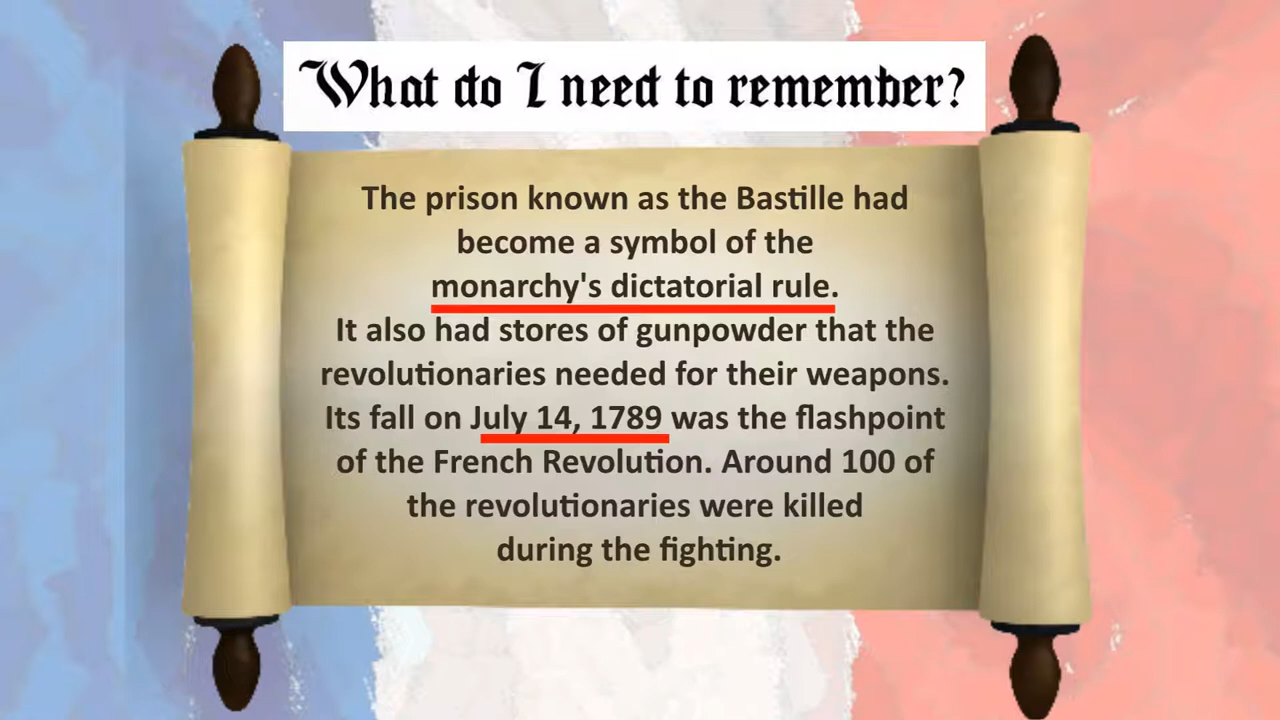 What do I need to remember?
The prison known as the Bastille had
become a symbol of the
monarchy's dictatorial rule.
It also had stores of gunpowder that the
revolutionaries needed for their weapons.
Its fall on July 14, 1789 was the flashpoint
of the French Revolution. Around 100 of
the revolutionaries were killed
during the fighting.